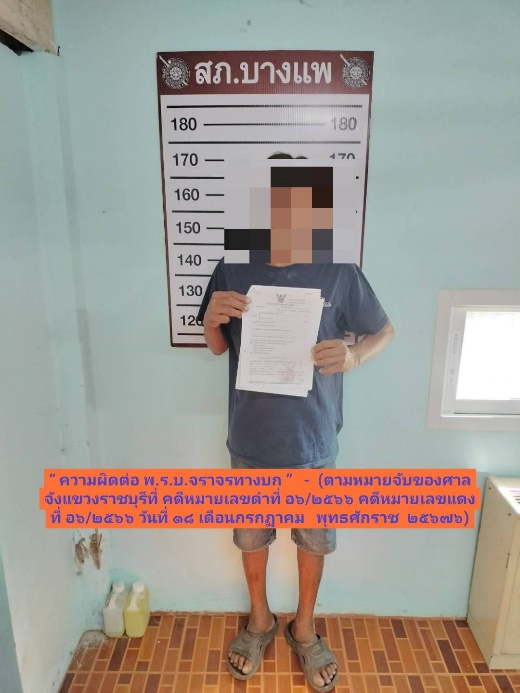 สภ.บางแพ
180 180
170 170
160
150
140
130
120
“ ความผิดต่อ พ.ร.บ.จราจรทางบก ” - (ตามหมายจับของศาล
จังแขวงราชบุรีที่ คดีหมายเลขดำที่ อ๖/๒๕๖๖ คดีหมายเลขแดง
ที่ อ๖/๒๕๖๖ วันที่ ๑๘ เดือนกรกฎาคม พุทธศักราช ๒๕๖๗๖)